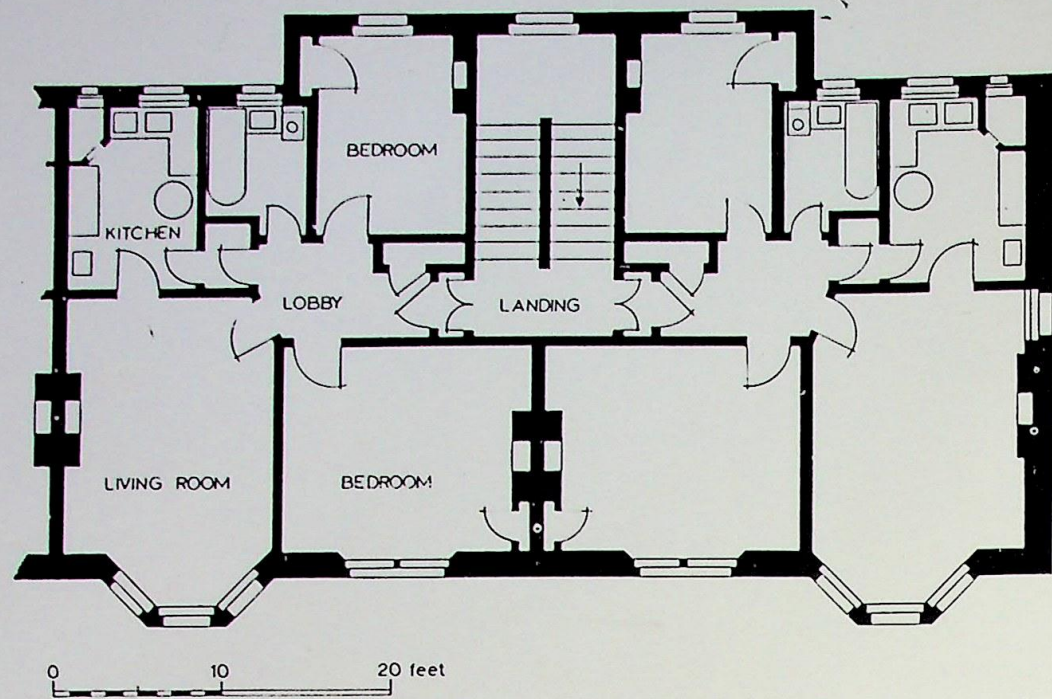 BEDROOM
KITCHEN
LOBBY
LANDING
LIVING ROOM
BEDROOM
0 10 20 feet